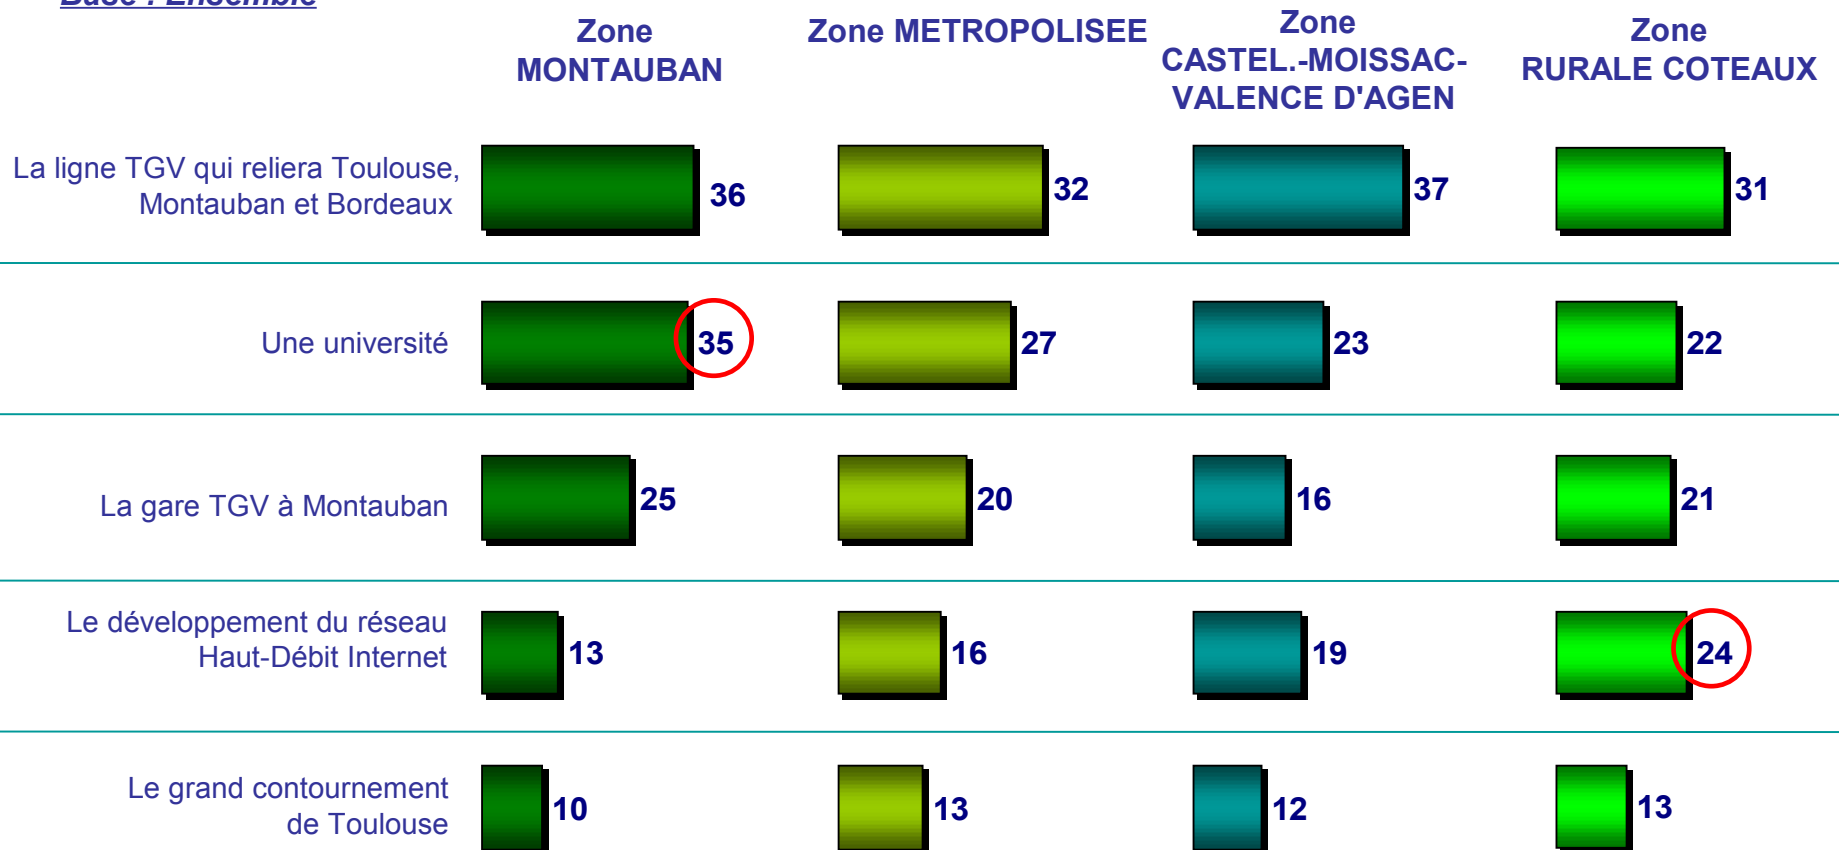 Base : Ensemble
Zone
MONTAUBAN
Zone METROPOLISEE
Zone
CASTEL.-MOISSAC-
VALENCE D'AGEN
Zone
RURALE COTEAUX
La ligne TGV qui reliera Toulouse,
Montauban et Bordeaux
36
32
37
31
Une université
35
27
23
22
La gare TGV à Montauban
25
20
16
21
Le développement du réseau
Haut-Débit Internet
13
16
19
24
Le grand contournement
de Toulouse
10
13
12
13